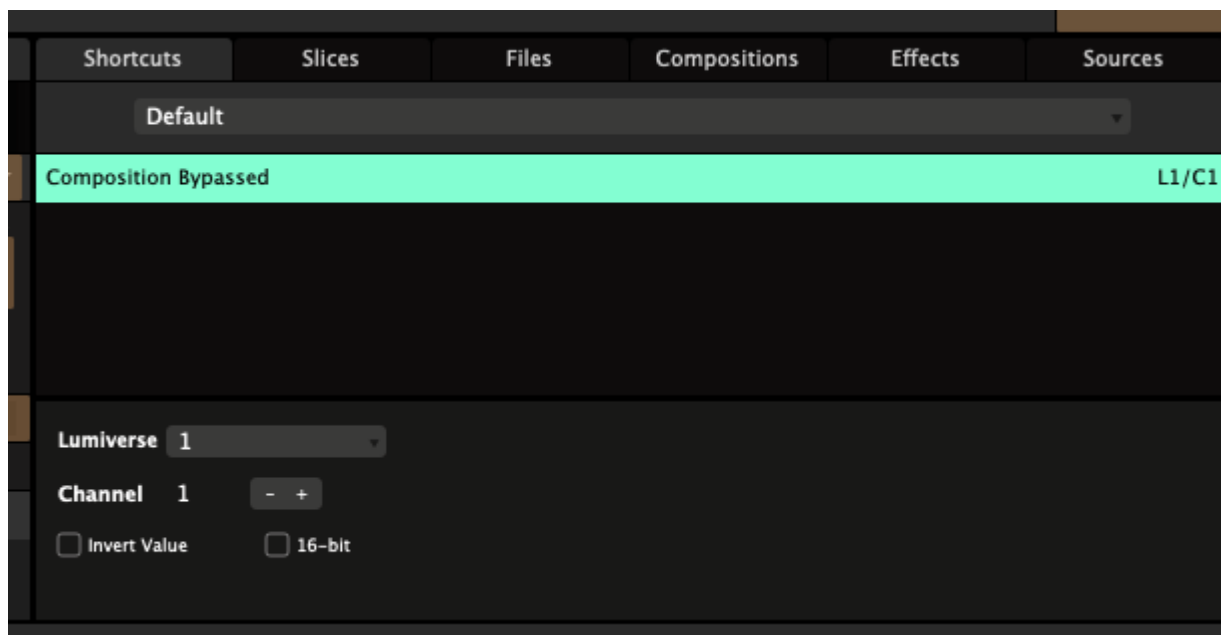 Shortcuts Slices Files Compositions Effects Sources
Default
Composition Bypassed L1/C1
Lumiverse 1
Channel 1 - +
Invert Value 16-bit